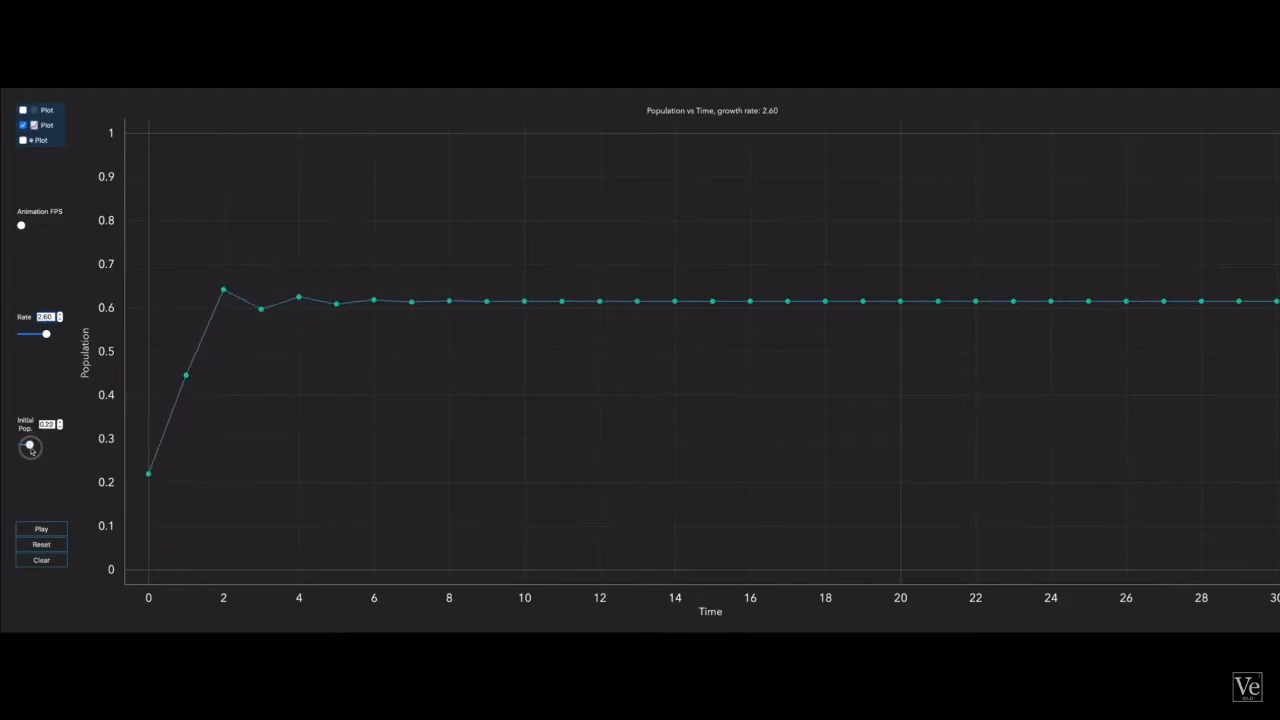 Plot
Plot
Plot
Population vs Time, growth rate: 2.60
1
0.9
0.8
0.7
0.6
0.5
0.4
0.3
0.2
0.1
0
Population
Animation FPS
Rate 2.60
Initial
Pop. 0.22
Play
Reset
Clear
0 2 4 6 8 10 12 14 16 18 20 22 24 26 28 30
Time
Ve